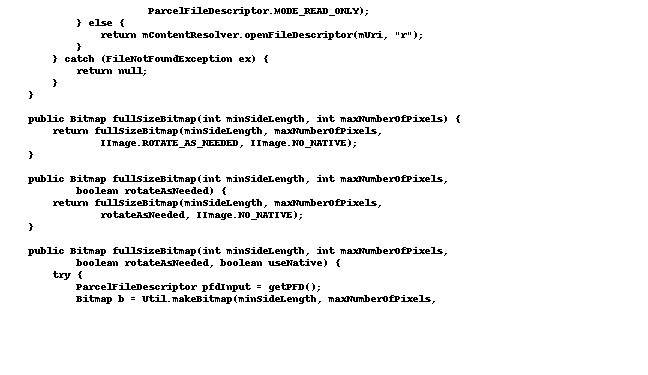 ParcelFileDescriptor.MODE_READ_ONLY);
} else {
return mContentResolver.openFileDescriptor(mUri, "r");
}
} catch (FileNotFoundException ex) {
return null;
}
}
public Bitmap fullSizeBitmap(int minSideLength, int maxNumberOfPixels) {
return fullSizeBitmap(minSideLength, maxNumberOfPixels,
IImage.ROTATE_AS_NEEDED, IImage.NO_NATIVE);
}
public Bitmap fullSizeBitmap(int minSideLength, int maxNumberOfPixels,
boolean rotateAsNeeded) {
return fullSizeBitmap(minSideLength, maxNumberOfPixels,
rotateAsNeeded, IImage.NO_NATIVE);
}
public Bitmap fullSizeBitmap(int minSideLength, int maxNumberOfPixels,
boolean rotateAsNeeded, boolean useNative) {
try {
ParcelFileDescriptor pfdInput = getPFD();
Bitmap b = Util.makeBitmap(minSideLength, maxNumberOfPixels,